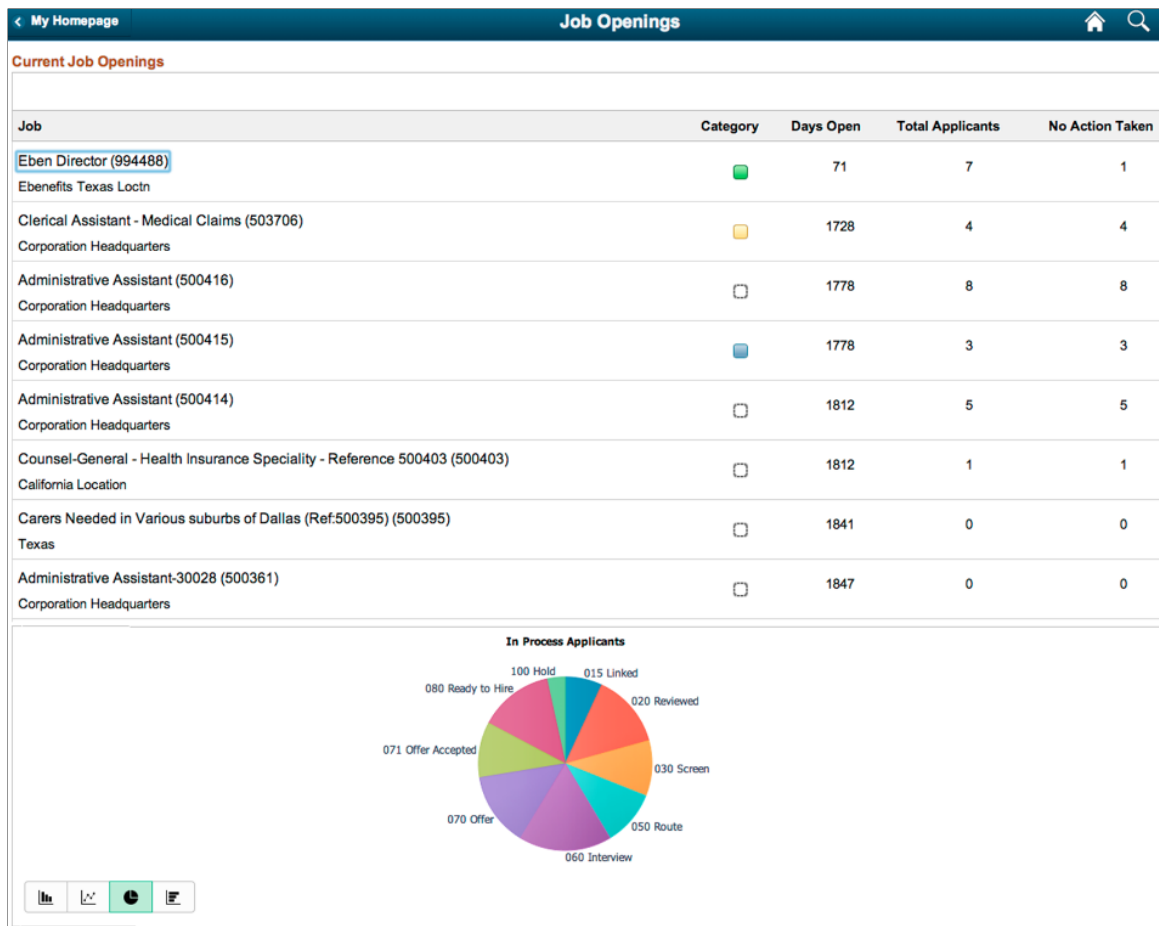 My Homepage
Job Openings
Current Job Openings
Job Category Days Open Total Applicants No Action Taken
Eben Director (994488) 71 7 1
Ebenefits Texas Loctn
Clerical Assistant - Medical Claims (503706) 1728 4 4
Corporation Headquarters
Administrative Assistant (500416) 1778 8 8
Corporation Headquarters
Administrative Assistant (500415) 1778 3 3
Corporation Headquarters
Administrative Assistant (500414) 1812 5 5
Corporation Headquarters
Counsel-General - Health Insurance Speciality - Reference 500403 (500403) 1812 1 1
California Location
Carers Needed in Various suburbs of Dallas (Ref:500395) (500395) 1841 0 0
Texas
Administrative Assistant-30028 (500361) 1847 0 0
Corporation Headquarters
In Process Applicants
100 Hold
015 Linked
080 Ready to Hire
020 Reviewed
071 Offer Accepted
030 Screen
070 Offer
050 Route
060 Interview